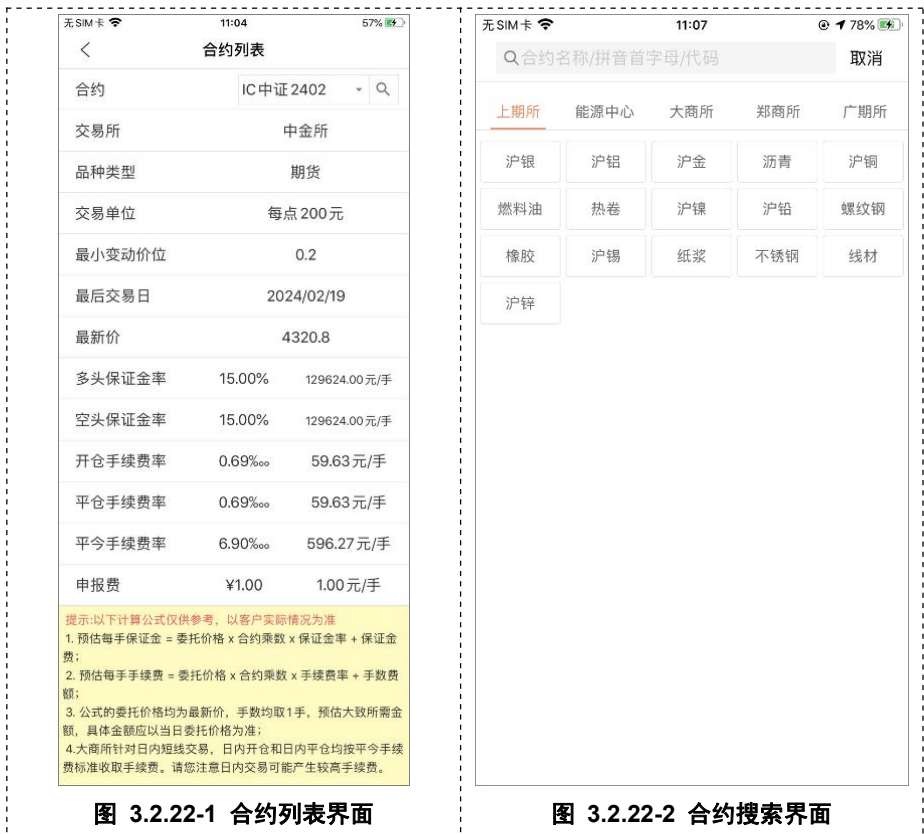 无SIM卡 11:04 57%
合约列表
合约 IC中证2402
交易所 中金所
品种类型 期货
交易单位 每点200元
最小变动价位 0.2
最后交易日 2024/02/19
最新价 4320.8
多头保证金率 15.00% 129624.00元/手
空头保证金率 15.00% 129624.00元/手
开仓手续费率 0.69‱ 59.63元/手
平仓手续费率 0.69‱ 59.63元/手
平今手续费率 6.90‱ 596.27元/手
申报费 ¥1.00 1.00元/手
提示:以下计算公式仅供参考，以客户实际情况为准
1. 预估每手保证金 = 委托价格 x 合约乘数 x 保证金率 + 保证金
费；
2. 预估每手手续费 = 委托价格 x 合约乘数 x 手续费率 + 手数费
额；
3. 公式的委托价格均为最新价，手数均取1手，预估大致所需金
额，具体金额应以当日委托价格为准；
4.大商所针对日内短线交易，日内开仓和日内平仓均按平今手续
费标准收取手续费。请您注意日内交易可能产生较高手续费。
图 3.2.22-1 合约列表界面
无SIM卡 11:07 78%
合约名称/拼音首字母/代码 取消
上期所 能源中心 大商所 郑商所 广期所
沪银 沪铝 沪金 沥青 沪铜
燃料油 热卷 沪镍 沪铅 螺纹钢
橡胶 沪锡 纸浆 不锈钢 线材
沪锌
图 3.2.22-2 合约搜索界面